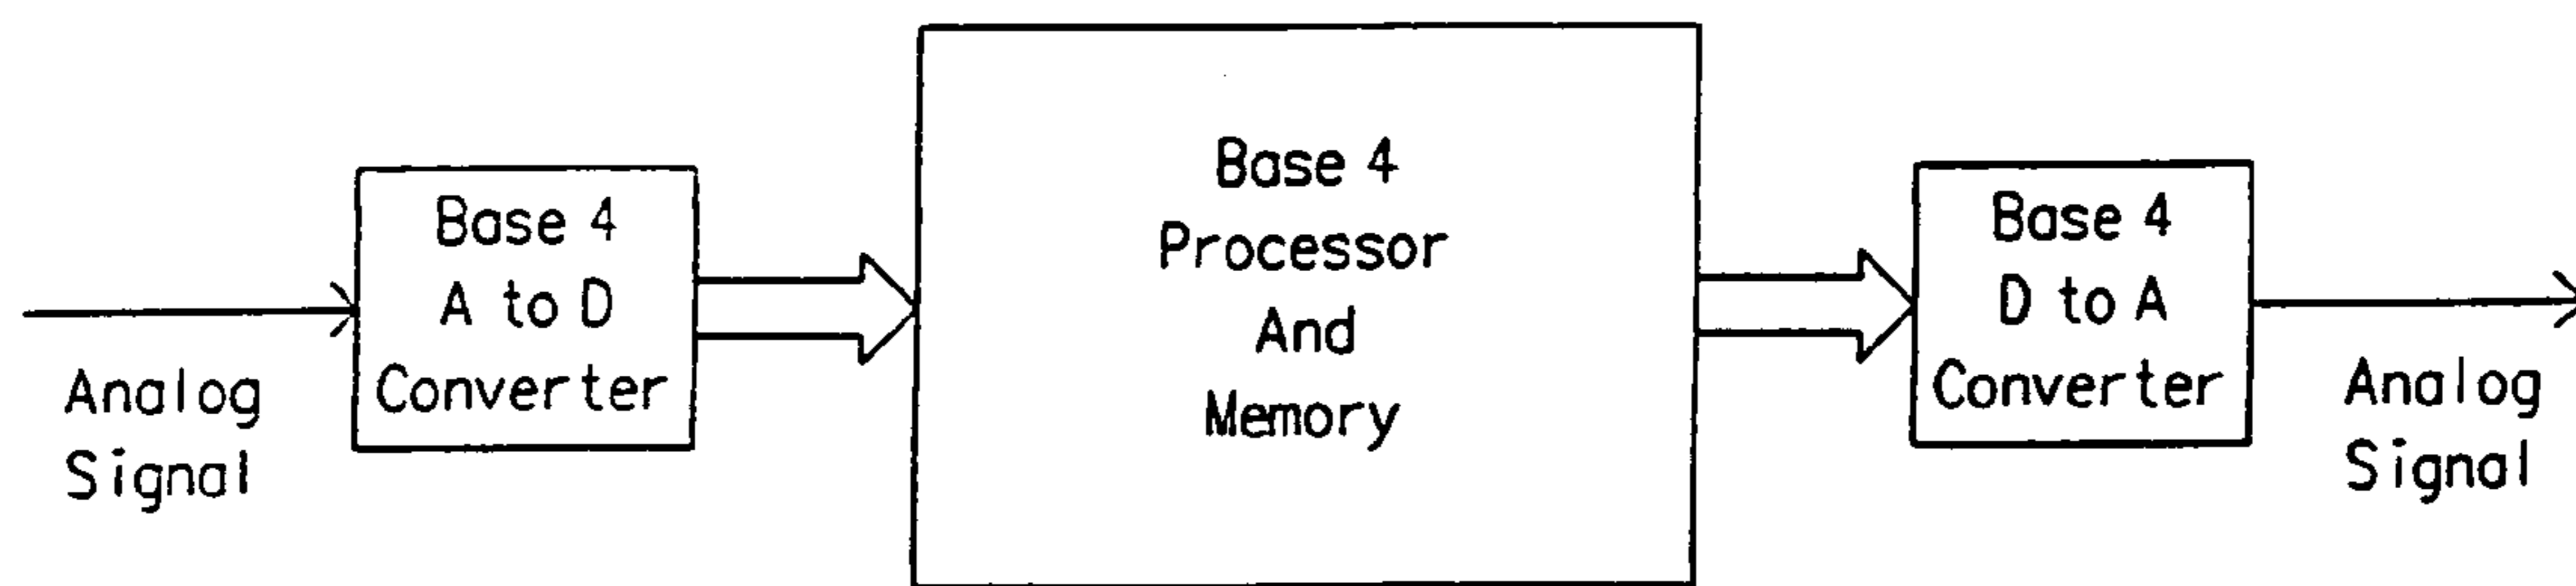 Analog
Signal
Base 4
A to D
Converter
Base 4
Processor
And
Memory
Base 4
D to A
Converter
Analog
Signal